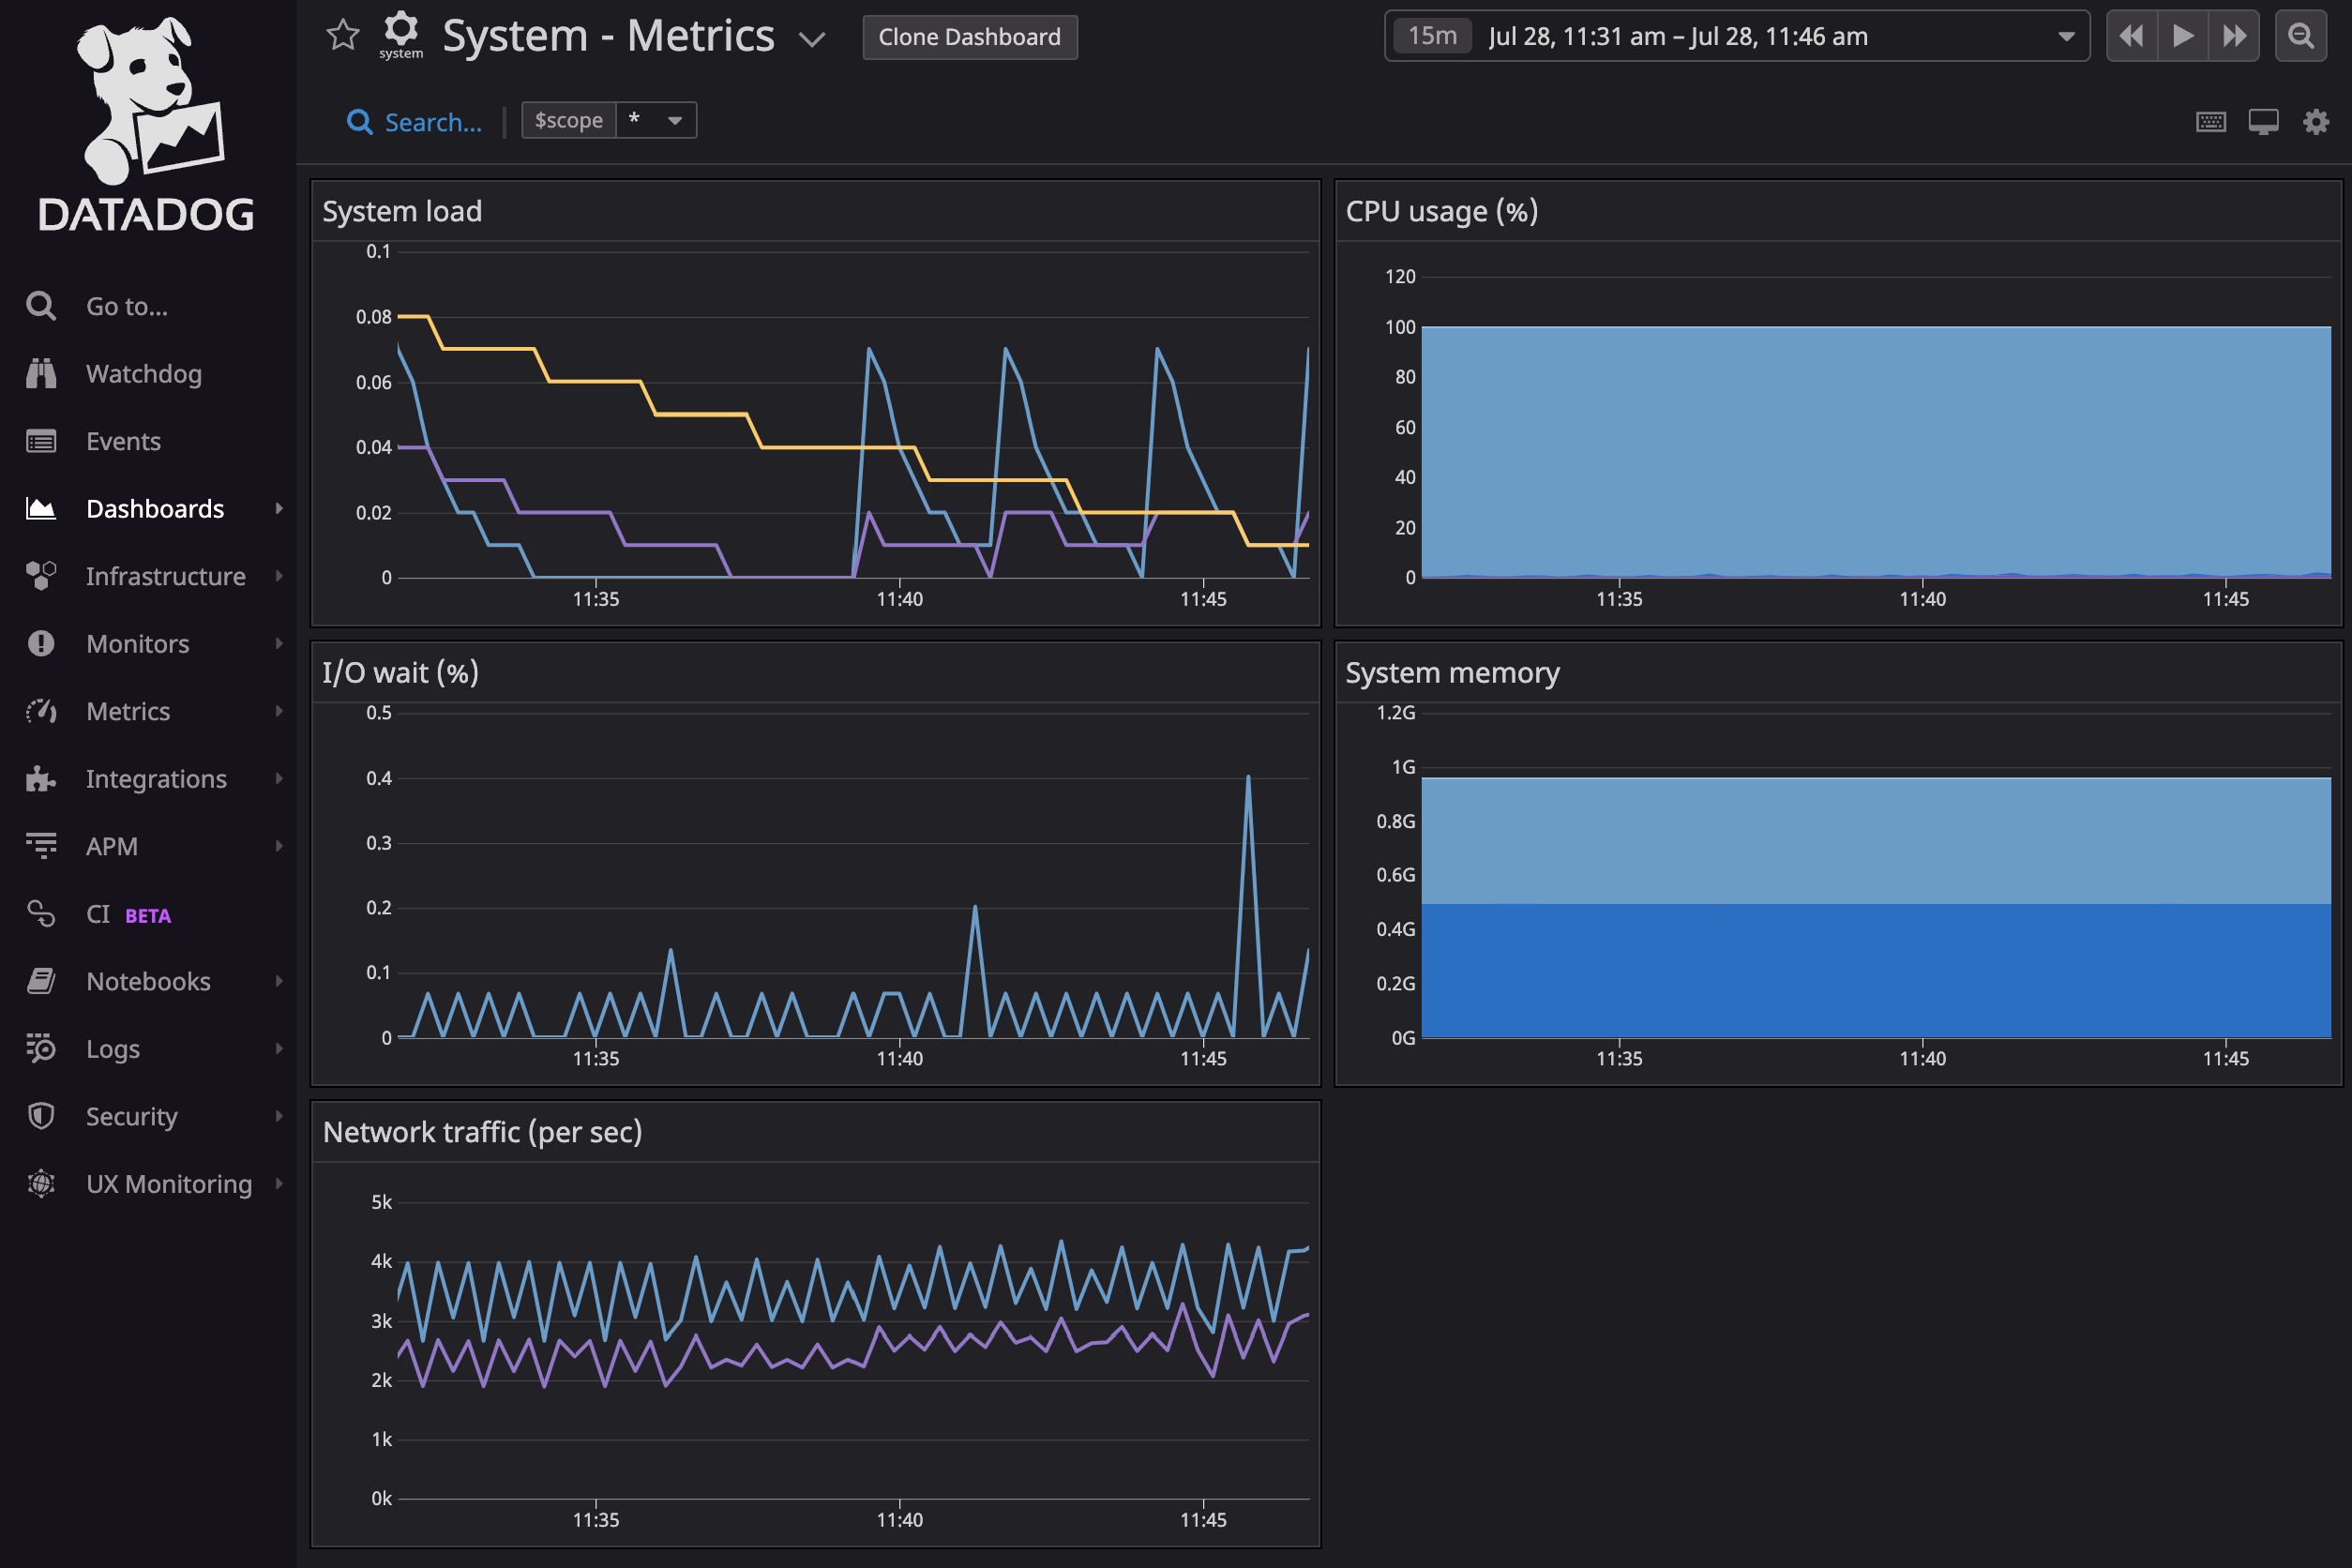 DATADOG
Go to...
Watchdog
Events
Dashboards
Infrastructure
Monitors
Metrics
Integrations
APM
CI BETA
Notebooks
Logs
Security
UX Monitoring
system
System - Metrics
Clone Dashboard
15m Jul 28, 11:31 am – Jul 28, 11:46 am
Search...
$scope *
System load
0.1
0.08
0.06
0.04
0.02
0
11:35 11:40 11:45
CPU usage (%)
120
100
80
60
40
20
0
11:35 11:40 11:45
I/O wait (%)
0.5
0.4
0.3
0.2
0.1
0
11:35 11:40 11:45
System memory
1.2G
1G
0.8G
0.6G
0.4G
0.2G
0G
11:35 11:40 11:45
Network traffic (per sec)
5k
4k
3k
2k
1k
0k
11:35 11:40 11:45